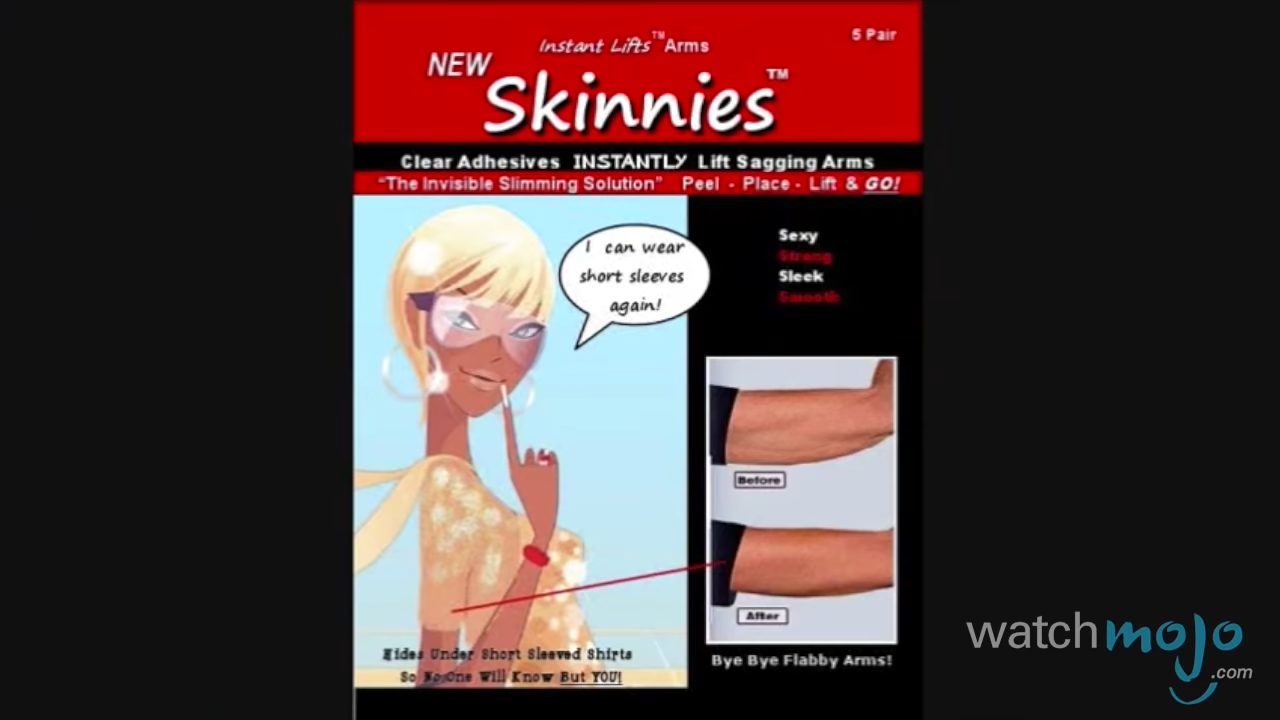 Instant Lifts™ Arms
5 Pair
NEW
Skinnies™
Clear Adhesives INSTANTLY Lift Sagging Arms
"The Invisible Slimming Solution" Peel - Place - Lift & GO!
I can wear
short sleeves
again!
Sexy
Strong
Sleek
Smooth
Before
After
Bye Bye Flabby Arms!
Hides Under Short Sleeved Shirts
So No One Will Know But YOU!
watchmojo
.com